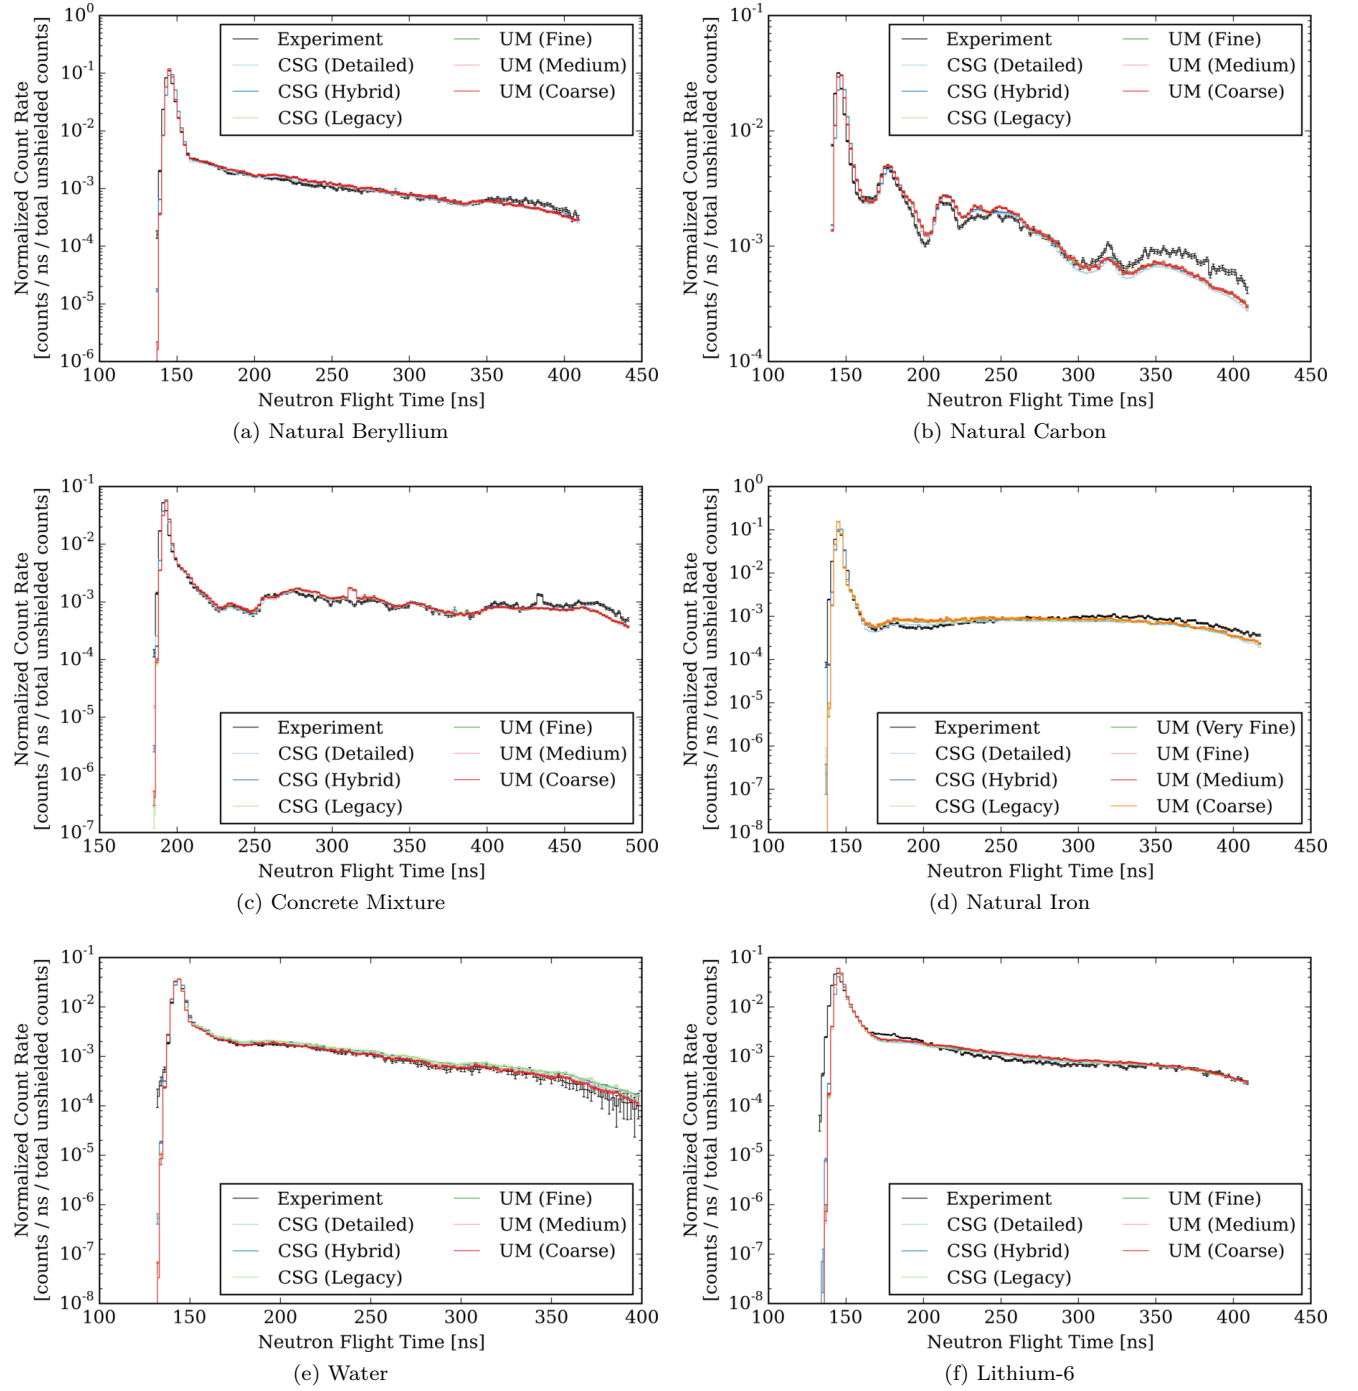 Normalized Count Rate
[counts / ns / total unshielded counts]
10^0
10^-1
10^-2
10^-3
10^-4
10^-5
10^-6
Experiment
CSG (Detailed)
CSG (Hybrid)
CSG (Legacy)
UM (Fine)
UM (Medium)
UM (Coarse)
100 150 200 250 300 350 400 450
Neutron Flight Time [ns]
(a) Natural Beryllium
Normalized Count Rate
[counts / ns / total unshielded counts]
10^-1
10^-2
10^-3
10^-4
Experiment
CSG (Detailed)
CSG (Hybrid)
CSG (Legacy)
UM (Fine)
UM (Medium)
UM (Coarse)
100 150 200 250 300 350 400 450
Neutron Flight Time [ns]
(b) Natural Carbon
Normalized Count Rate
[counts / ns / total unshielded counts]
10^-1
10^-2
10^-3
10^-4
10^-5
10^-6
10^-7
Experiment
CSG (Detailed)
CSG (Hybrid)
CSG (Legacy)
UM (Fine)
UM (Medium)
UM (Coarse)
150 200 250 300 350 400 450 500
Neutron Flight Time [ns]
(c) Concrete Mixture
Normalized Count Rate
[counts / ns / total unshielded counts]
10^0
10^-1
10^-2
10^-3
10^-4
10^-5
10^-6
10^-7
10^-8
Experiment
CSG (Detailed)
CSG (Hybrid)
CSG (Legacy)
UM (Very Fine)
UM (Fine)
UM (Medium)
UM (Coarse)
100 150 200 250 300 350 400 450
Neutron Flight Time [ns]
(d) Natural Iron
Normalized Count Rate
[counts / ns / total unshielded counts]
10^-1
10^-2
10^-3
10^-4
10^-5
10^-6
10^-7
10^-8
Experiment
CSG (Detailed)
CSG (Hybrid)
CSG (Legacy)
UM (Fine)
UM (Medium)
UM (Coarse)
100 150 200 250 300 350 400
Neutron Flight Time [ns]
(e) Water
Normalized Count Rate
[counts / ns / total unshielded counts]
10^-1
10^-2
10^-3
10^-4
10^-5
10^-6
10^-7
10^-8
Experiment
CSG (Detailed)
CSG (Hybrid)
CSG (Legacy)
UM (Fine)
UM (Medium)
UM (Coarse)
100 150 200 250 300 350 400 450
Neutron Flight Time [ns]
(f) Lithium-6